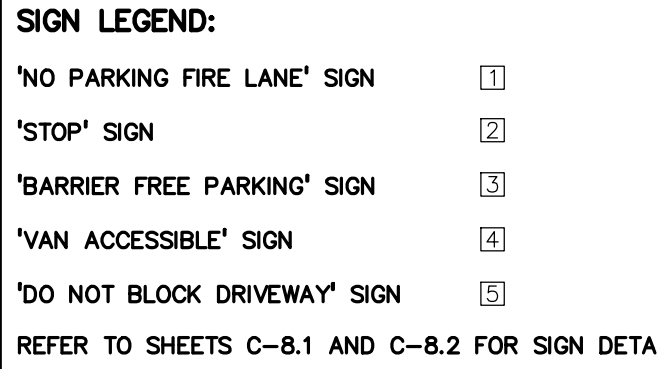 SIGN LEGEND:
'NO PARKING FIRE LANE' SIGN 1
'STOP' SIGN 2
'BARRIER FREE PARKING' SIGN 3
'VAN ACCESSIBLE' SIGN 4
'DO NOT BLOCK DRIVEWAY' SIGN 5
REFER TO SHEETS C-8.1 AND C-8.2 FOR SIGN DETA